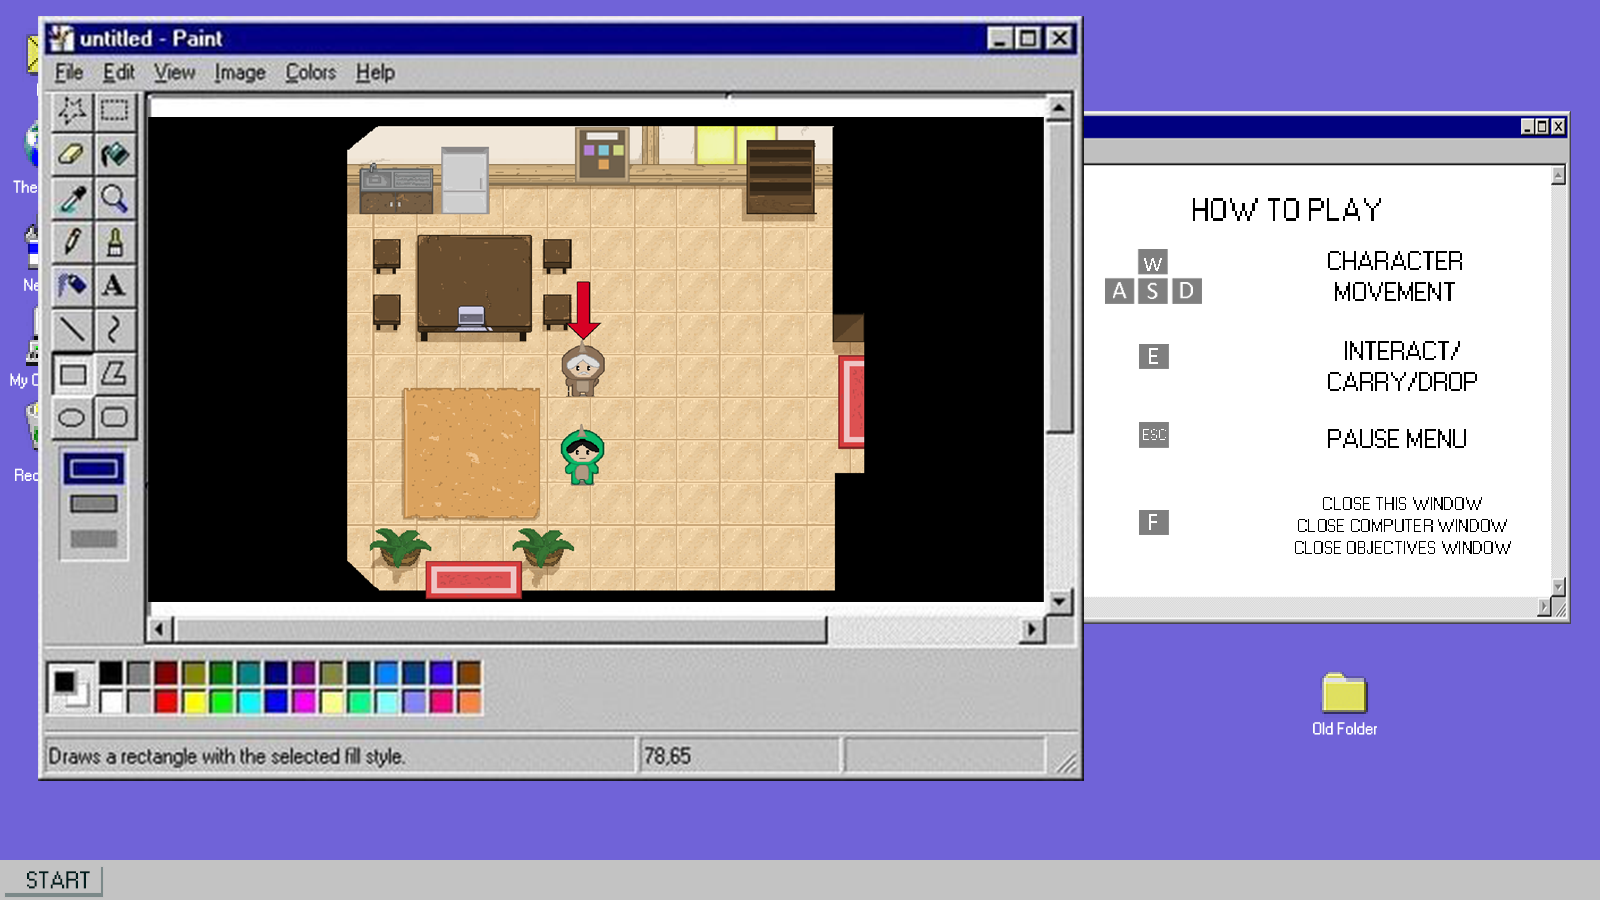 untitled - Paint
File Edit View Image Colors Help
A
Draws a rectangle with the selected fill style.
78,65
HOW TO PLAY
W
A S D
CHARACTER
MOVEMENT
E
INTERACT/
CARRY/DROP
ESC
PAUSE MENU
F
CLOSE THIS WINDOW
CLOSE COMPUTER WINDOW
CLOSE OBJECTIVES WINDOW
The
Ne
My C
Rec
Old Folder
START